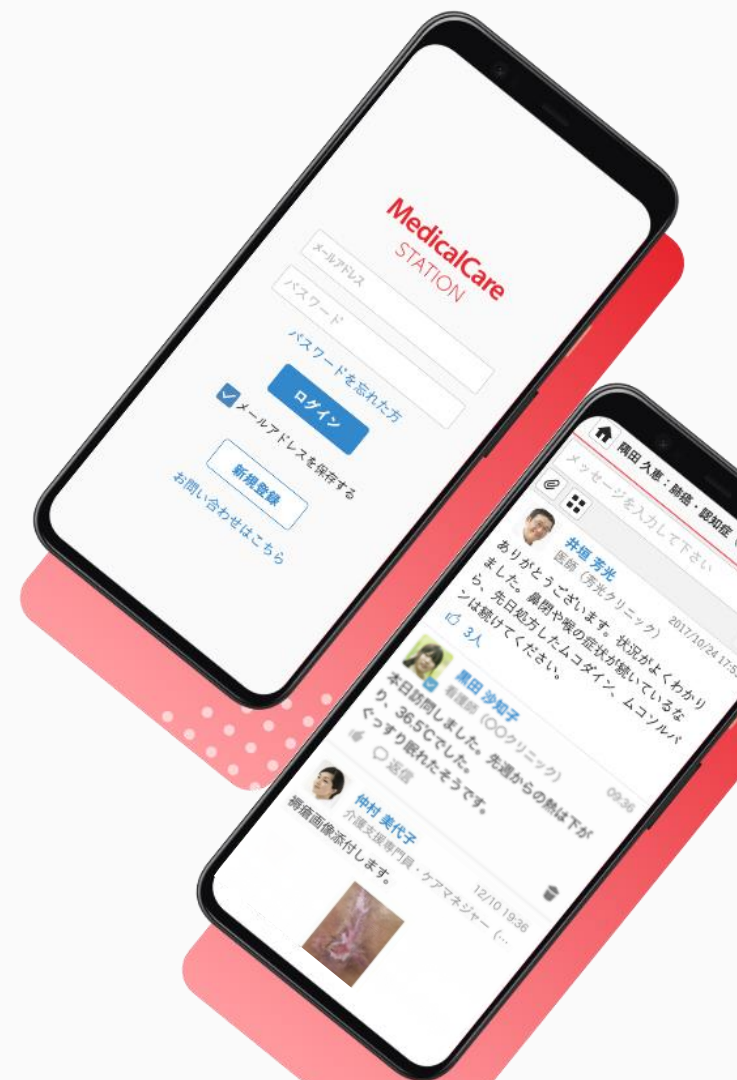 MedicalCare
STATION
メールアドレス
パスワード
パスワードを忘れた方
ログイン
メールアドレスを保存する
新規登録
お問い合わせはこちら
隅田 久恵：肺癌・認知症（
メッセージを入力して下さい
井垣 芳光
医師（芳光クリニック）
2017/10/24 17:53
ありがとうございます。状況がよくわかり
ました。鼻閉や喉の症状が続いているな
ら、先日処方したムコダイン、ムコソルバ
ンは続けてください。
3人
黒田 沙知子
看護師（〇〇クリニック）
09:36
本日訪問しました。先週からの熱は下が
り、36.5℃でした。
ぐっすり眠れたそうです。
返信
仲村 美代子
介護支援専門員・ケアマネジャー（…
12/10 19:36
褥瘡画像添付します。